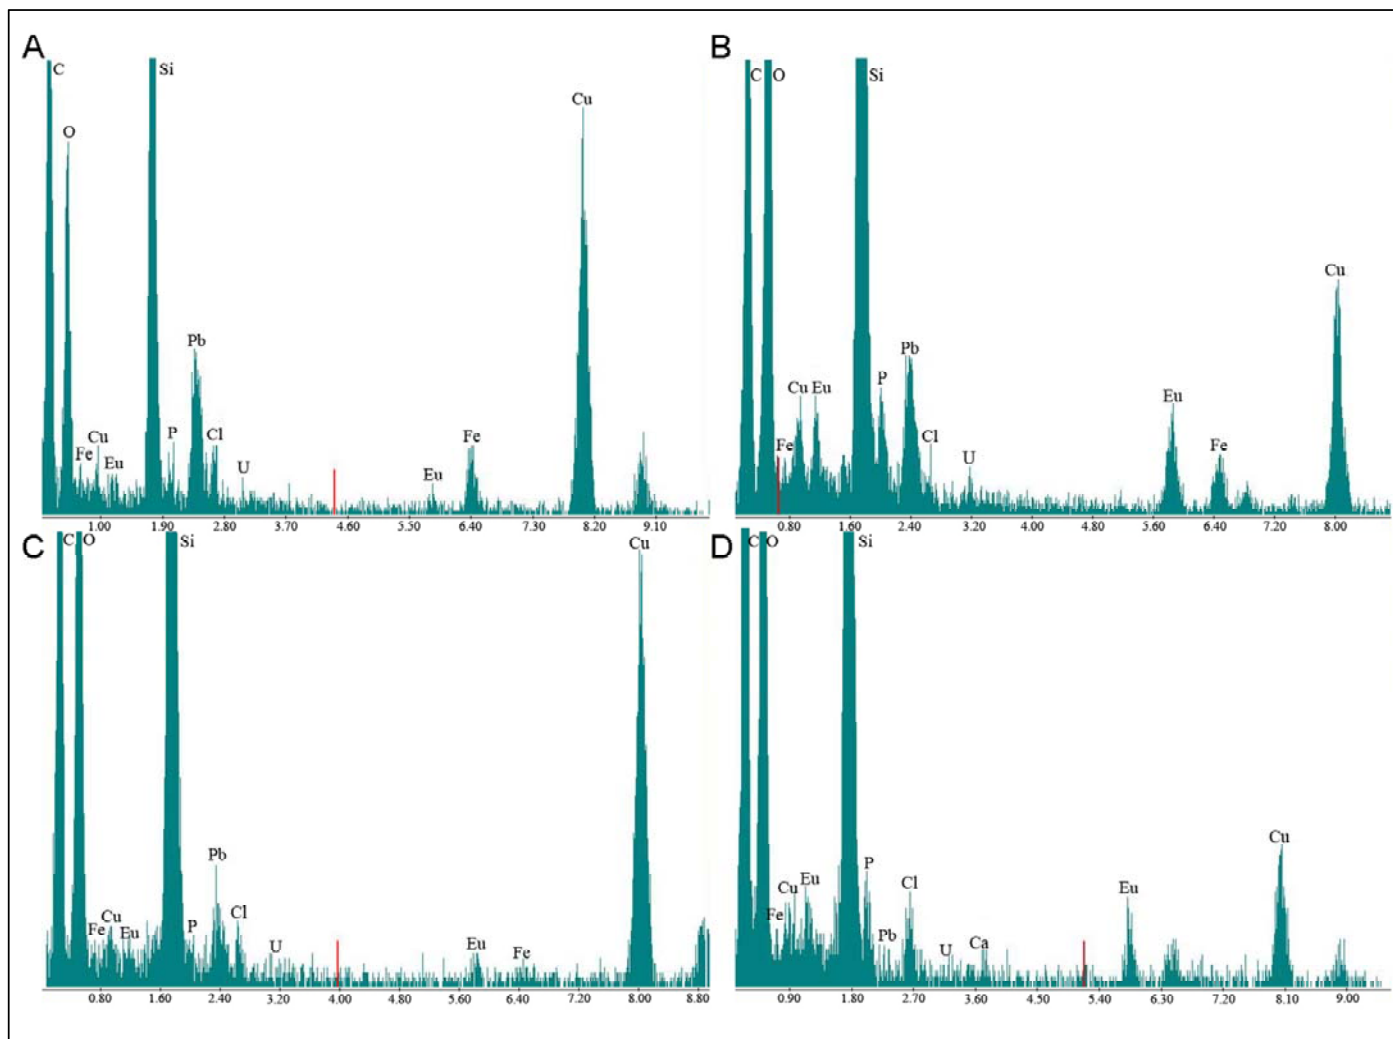 A
C
O
Fe
Cu
Eu
Si
P
Pb
Cl
U
Eu
Fe
Cu
1.00 1.90 2.80 3.70 4.60 5.50 6.40 7.30 8.20 9.10
B
C
O
Fe
Cu
Eu
Si
P
Pb
Cl
U
Eu
Fe
Cu
0.80 1.60 2.40 3.20 4.00 4.80 5.60 6.40 7.20 8.00
C
C
O
Fe
Cu
Eu
Si
P
Pb
Cl
U
Eu
Fe
Cu
0.80 1.60 2.40 3.20 4.00 4.80 5.60 6.40 7.20 8.00 8.80
D
C
O
Fe
Cu
Eu
Si
P
Pb
Cl
U
Ca
Eu
Cu
0.90 1.80 2.70 3.60 4.50 5.40 6.30 7.20 8.10 9.00